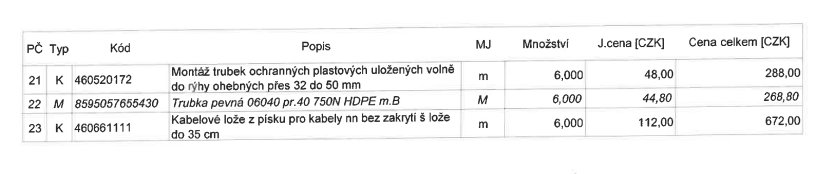 PČ Typ Kód Popis MJ Množství J.cena [CZK] Cena celkem [CZK]
21 K 460520172 Montáž trubek ochranných plastových uložených volně do rýhy ohebných přes 32 do 50 mm m 6,000 48,00 288,00
22 M 8595057655430 Trubka pevná 06040 pr.40 750N HDPE m.B M 6,000 44,80 268,80
23 K 460661111 Kabelové lože z písku pro kabely nn bez zakrytí š lože do 35 cm m 6,000 112,00 672,00